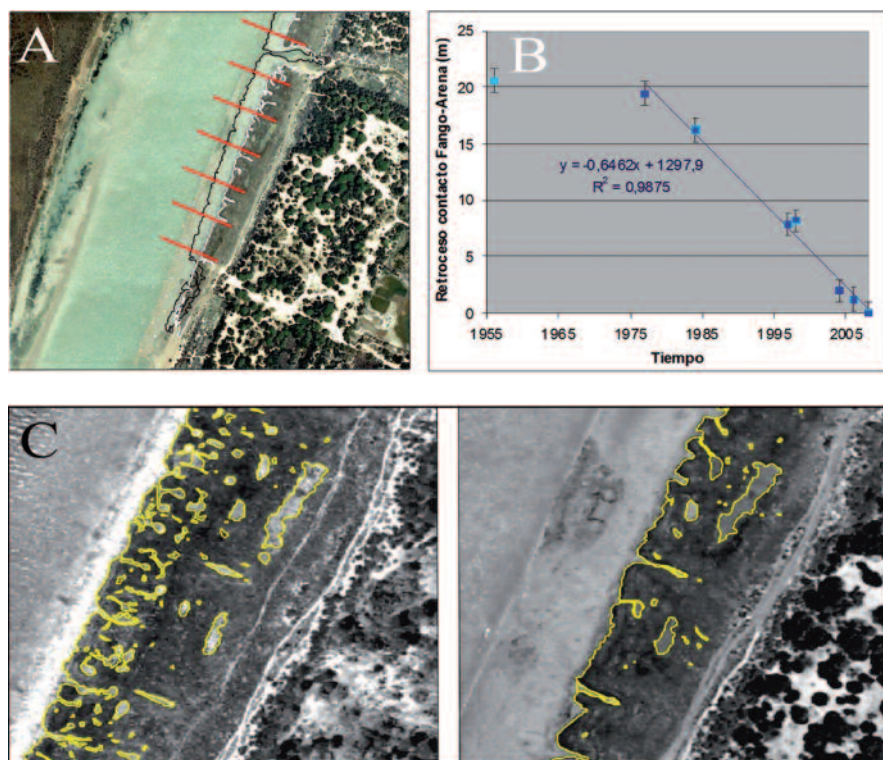 A
B
Retroceso contacto Fango-Arena (m)
25
20
15
10
5
0
y = -0,6462x + 1297,9
R² = 0,9875
1955
1965
1975
1985
1995
2005
Tiempo
C